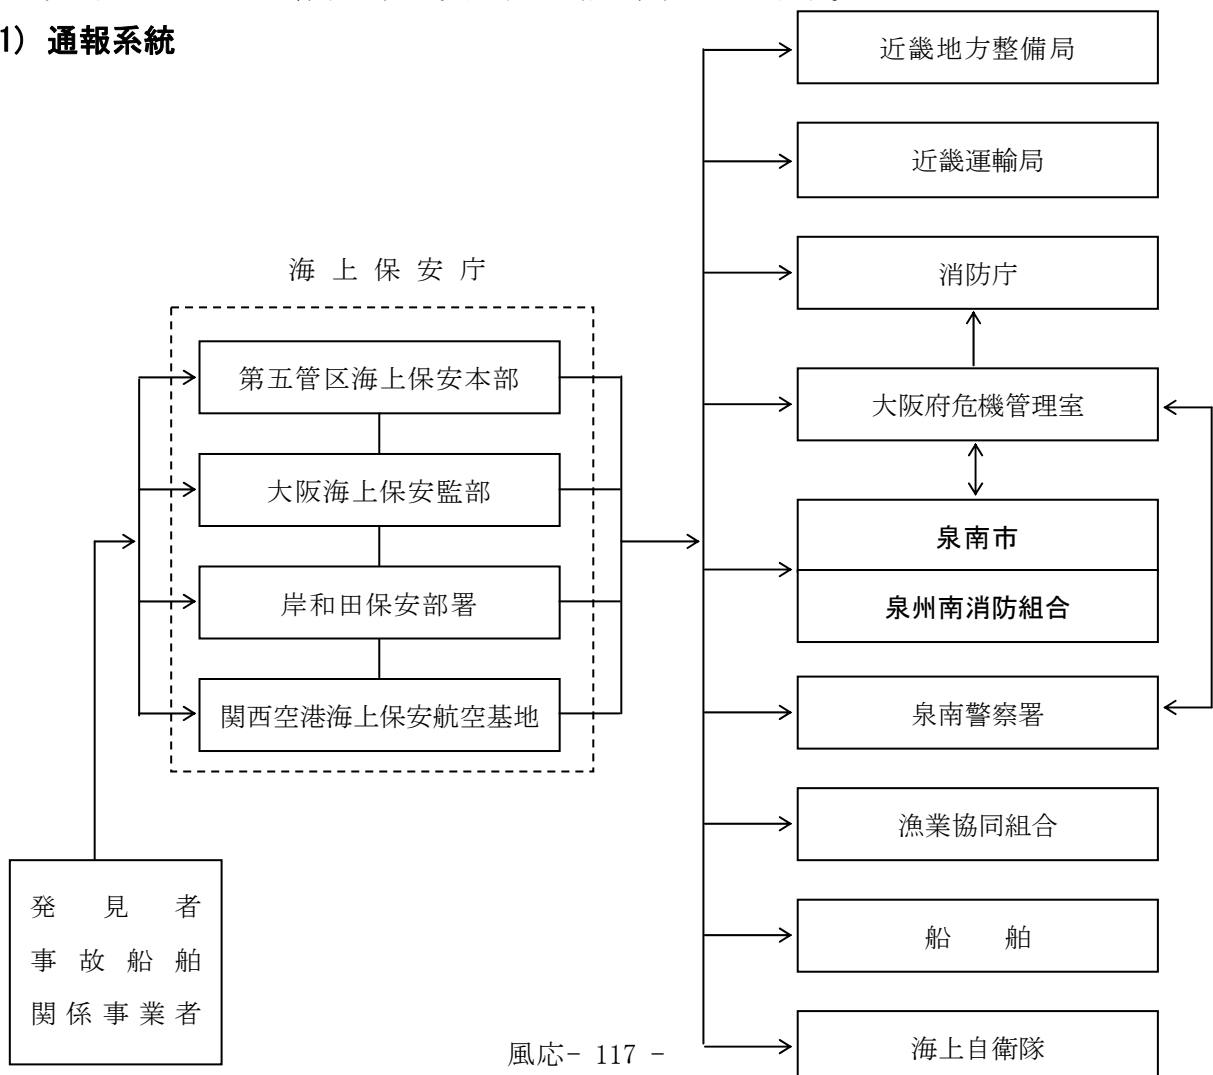 1) 通報系統
近畿地方整備局
近畿運輸局
消防庁
海上保安庁
第五管区海上保安本部
大阪府危機管理室
大阪海上保安監部
泉南市
岸和田保安部署
泉州南消防組合
関西空港海上保安航空基地
泉南警察署
漁業協同組合
発見者
事故船舶
関係事業者
船舶
海上自衛隊
風応- 117 -